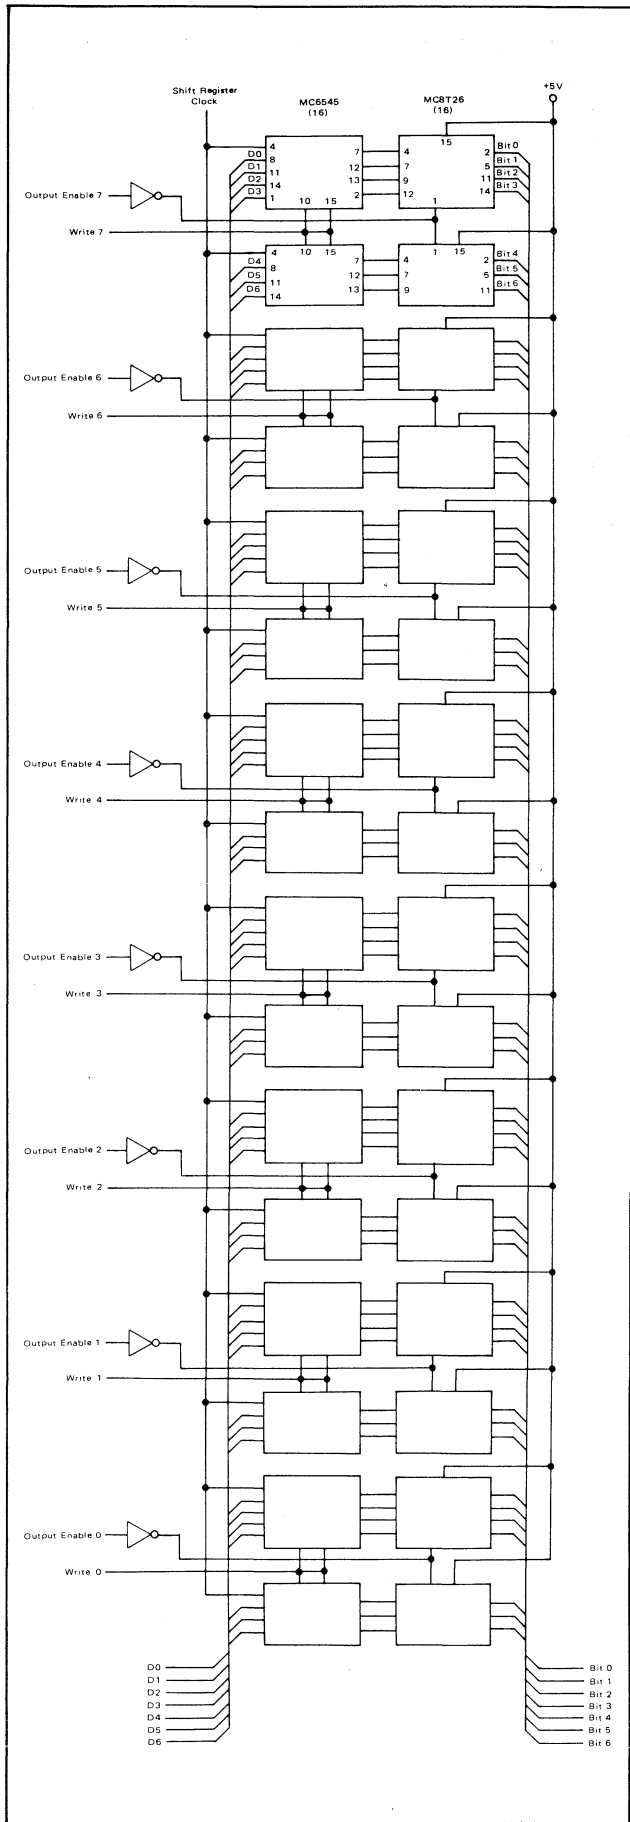 Shift Register
Clock
MC6545
(16)
MC8T26
(16)
+5V
4
7
4
15
2
Bit 0
D0
8
12
7
5
Bit 1
D1
11
13
9
11
Bit 2
D2
14
2
12
14
Bit 3
D3
1
10
15
1
Output Enable 7
Write 7
4
10
15
7
4
1
15
2
Bit 4
D4
8
12
5
Bit 5
D5
11
13
9
11
Bit 6
D6
14
Output Enable 6
Write 6
Output Enable 5
Write 5
Output Enable 4
Write 4
Output Enable 3
Write 3
Output Enable 2
Write 2
Output Enable 1
Write 1
Output Enable 0
Write 0
D0
D1
D2
D3
D4
D5
D6
Bit 0
Bit 1
Bit 2
Bit 3
Bit 4
Bit 5
Bit 6